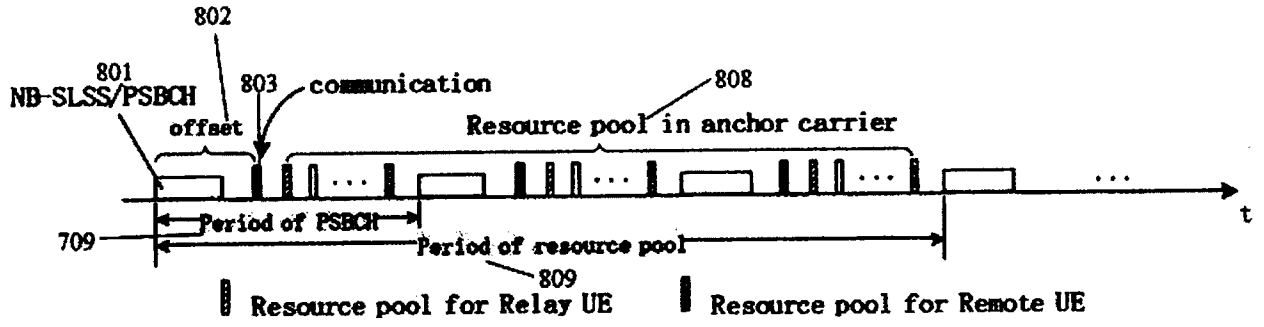 802
801
803
communication
808
NB-SLSS/PSBCH
offset
Resource pool in anchor carrier
...
...
...
...
t
Period of PSBCH
709
Period of resource pool
809
Resource pool for Relay UE
Resource pool for Remote UE